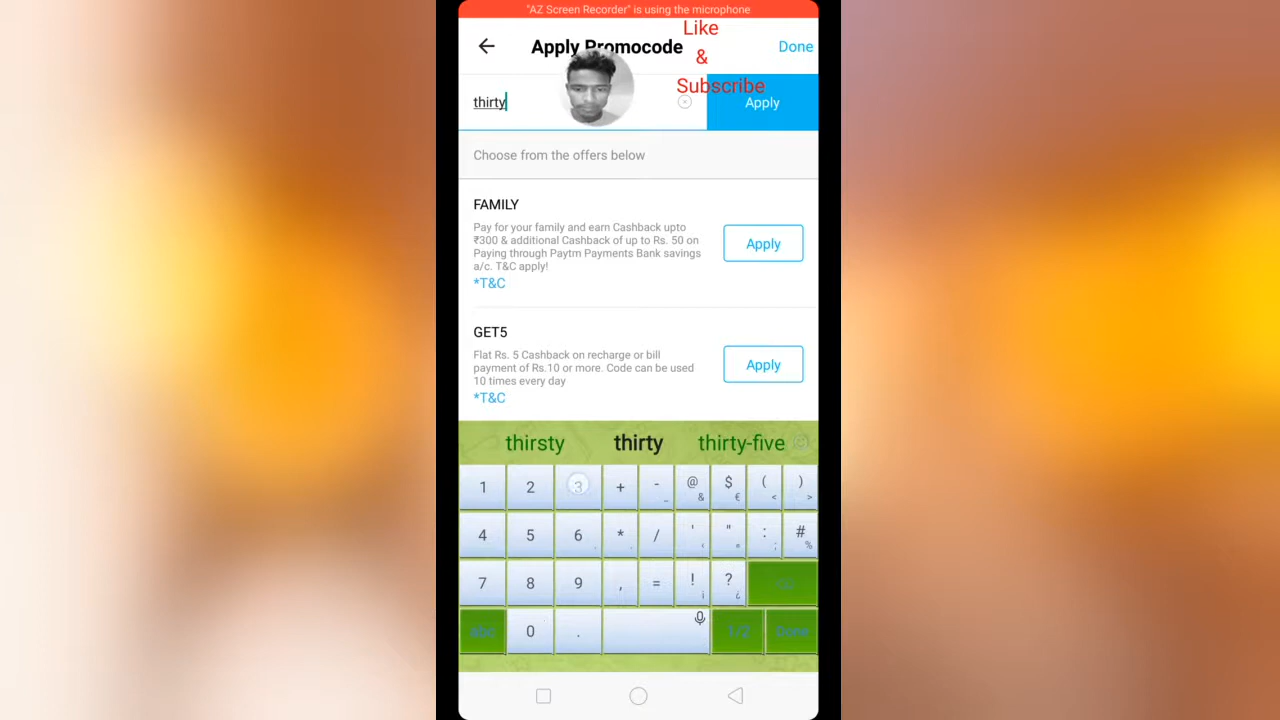 "AZ Screen Recorder" is using the microphone
Like
&
Subscribe
Apply Promocode
Done
thirty
Apply
Choose from the offers below
FAMILY
Pay for your family and earn Cashback upto
₹300 & additional Cashback of up to Rs. 50 on
Paying through Paytm Payments Bank savings
a/c. T&C apply!
*T&C
Apply
GET5
Flat Rs. 5 Cashback on recharge or bill
payment of Rs.10 or more. Code can be used
10 times every day
*T&C
Apply
thirsty thirty thirty-five
1 2 3 + - _ @ & $ € ( < ) >
4 5 6 * / ' " : ; # %
7 8 9 , = ! ¡ ? ¿
abc 0 . 1/2 Done